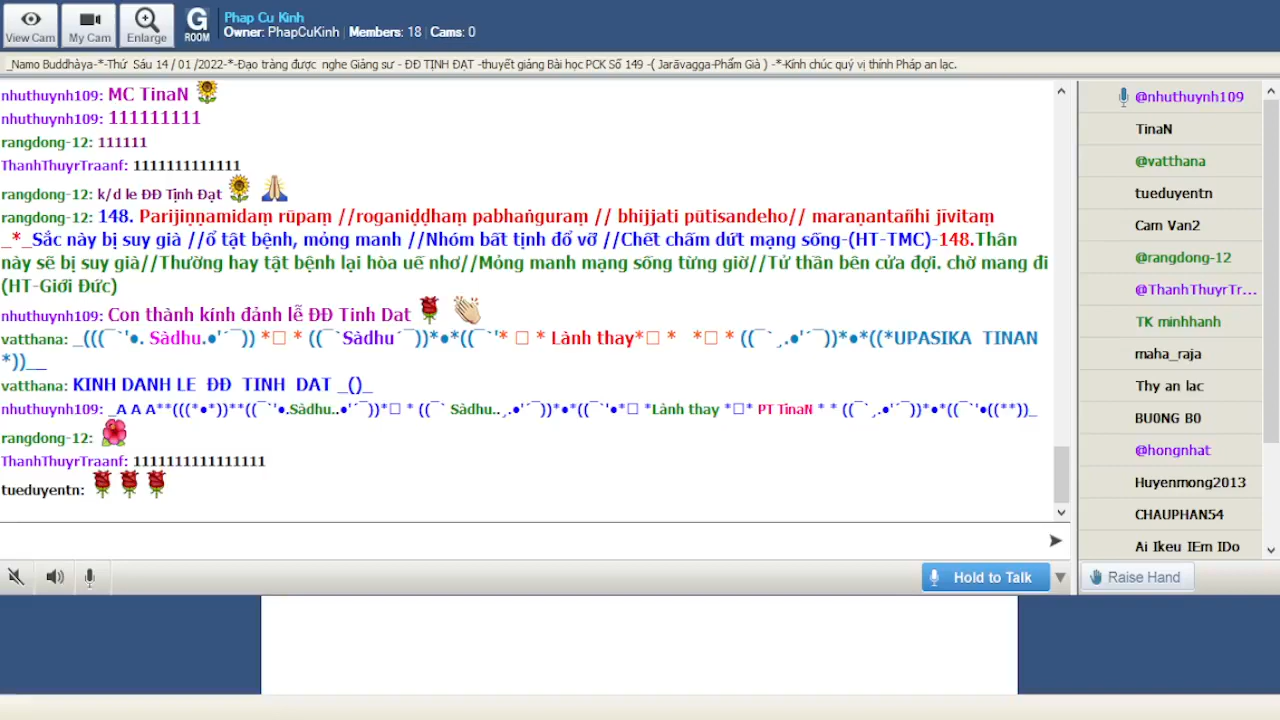 View Cam
My Cam
Enlarge
G
ROOM
Phap Cu Kinh
Owner: PhapCuKinh | Members: 18 | Cams: 0
_Namo Buddhàya-*-Thứ Sáu 14 / 01 /2022-*-Đạo tràng được nghe Giảng sư - ĐĐ TỊNH ĐẠT -thuyết giảng Bài học PCK Số 149 -( Jarāvagga-Phẩm Già ) -*-Kính chúc quý vị thính Pháp an lạc.
nhuthuynh109: MC TinaN
nhuthuynh109: 111111111
rangdong-12: 111111
ThanhThuyrTraanf: 1111111111111
rangdong-12: k/d le ĐĐ Tịnh Đạt
rangdong-12: 148. Parijiṇṇamidaṃ rūpaṃ //roganiḍḍhaṃ pabhaṅguraṃ // bhijjati pūtisandeho// maraṇantañhi jīvitaṃ
_*_Sắc này bị suy già //ổ tật bệnh, mỏng manh //Nhóm bất tịnh đổ vỡ //Chết chấm dứt mạng sống-(HT-TMC)-148.Thân
này sẽ bị suy già//Thường hay tật bệnh lại hòa uế nhơ//Mỏng manh mạng sống từng giờ//Tử thần bên cửa đợi. chờ mang đi
(HT-Giới Đức)
nhuthuynh109: Con thành kính đảnh lễ ĐĐ Tinh Dat
vatthana: _(((¯`'•. Sàdhu.•'´¯)) *□ * ((¯`Sàdhu´¯))*•*((¯`'* □ * Lành thay*□ * *□ * ((¯`¸.•'´¯))*•*((*UPASIKA TINAN
*))__
vatthana: KINH DANH LE ĐĐ TINH DAT _()_
nhuthuynh109: _A A A**(((*•*))**((¯`'•.Sàdhu..•'´¯))*□ * ((¯` Sàdhu..¸.•'´¯))*•*((¯`'•*□ *Lành thay *□* PT TinaN * * ((¯`¸.•'´¯))*•*((¯`'•((**))_
rangdong-12:
ThanhThuyrTraanf: 1111111111111111
tueduyentn:
Hold to Talk
@nhuthuynh109
TinaN
@vatthana
tueduyentn
Cam Van2
@rangdong-12
@ThanhThuyrTr...
TK minhhanh
maha_raja
Thy an lac
BU0NG B0
@hongnhat
Huyenmong2013
CHAUPHAN54
Ai Ikeu IEm IDo
Raise Hand